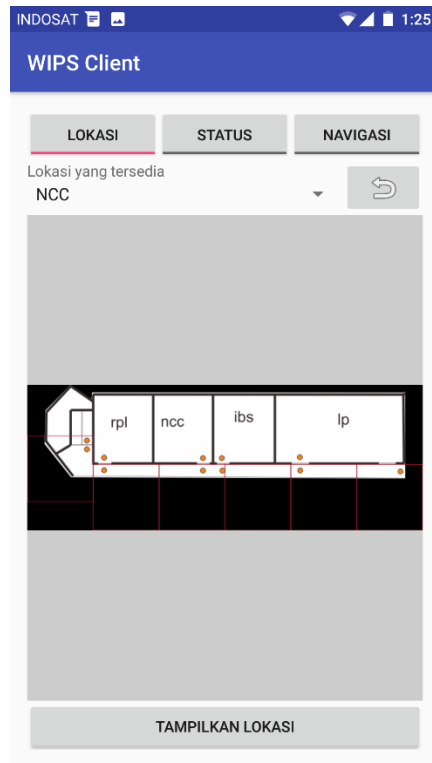 INDOSAT 1:25
WIPS Client
LOKASI STATUS NAVIGASI
Lokasi yang tersedia
NCC
rpl ncc ibs lp
TAMPILKAN LOKASI